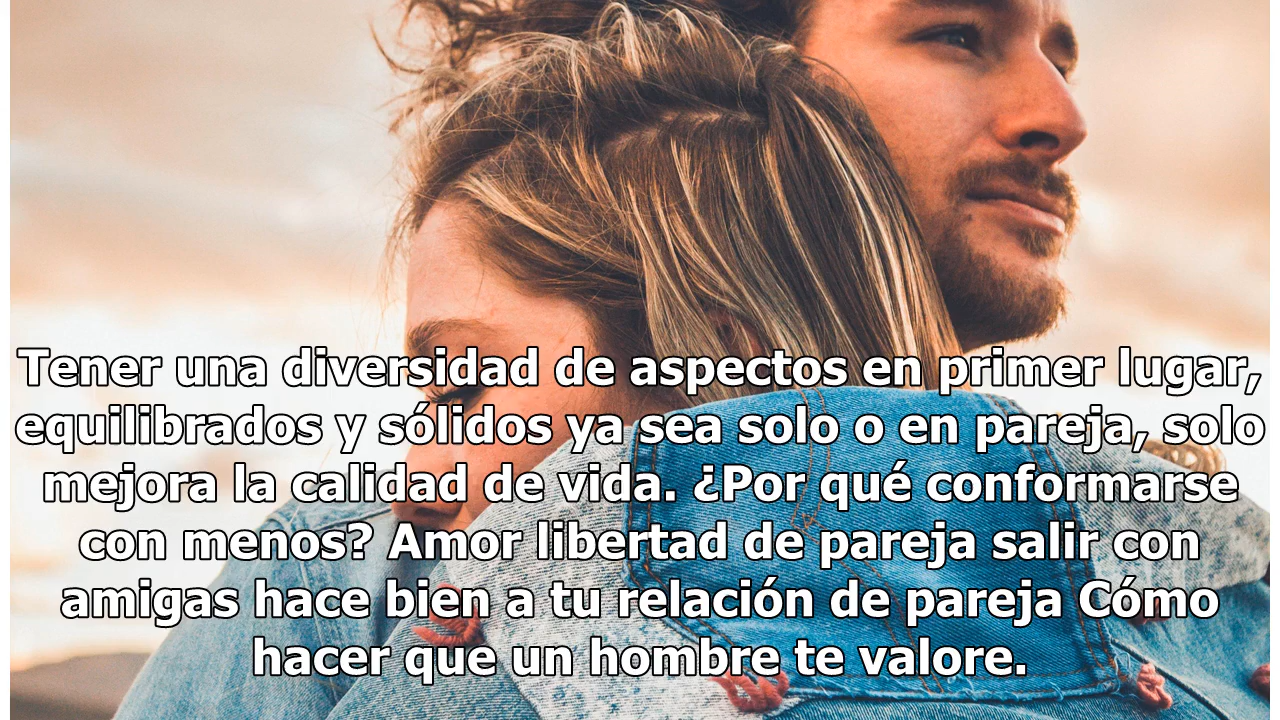 Tener una diversidad de aspectos en primer lugar,
equilibrados y sólidos ya sea solo o en pareja, solo
mejora la calidad de vida. ¿Por qué conformarse
con menos? Amor libertad de pareja salir con
amigas hace bien a tu relación de pareja Cómo
hacer que un hombre te valore.